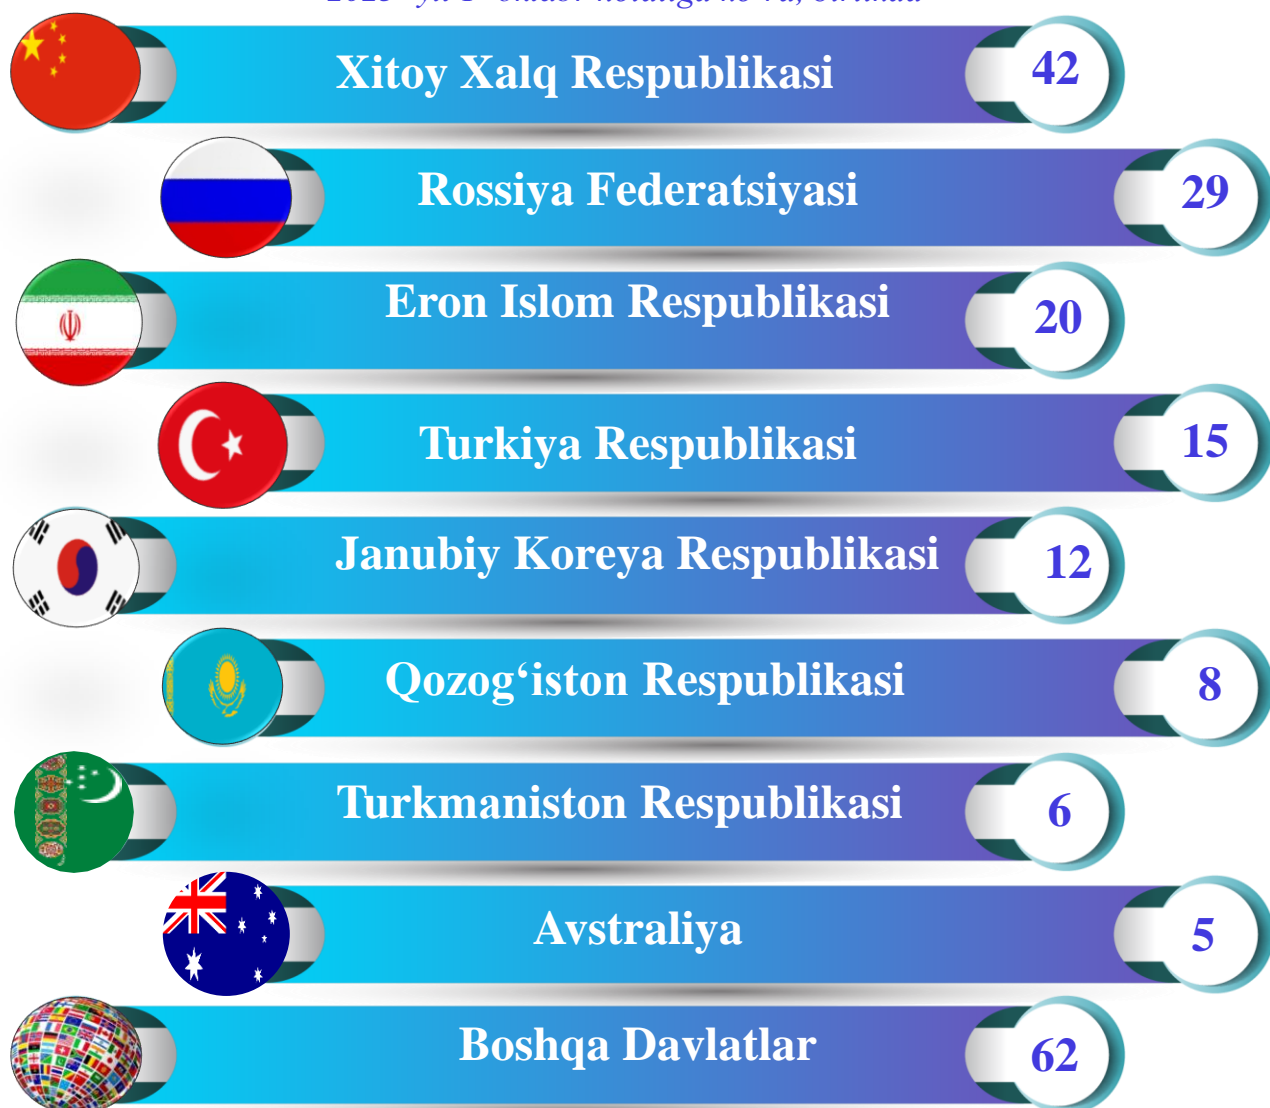 Xitoy Xalq Respublikasi 42
Rossiya Federatsiyasi 29
Eron Islom Respublikasi 20
Turkiya Respublikasi 15
Janubiy Koreya Respublikasi 12
Qozog‘iston Respublikasi 8
Turkmaniston Respublikasi 6
Avstraliya 5
Boshqa Davlatlar 62